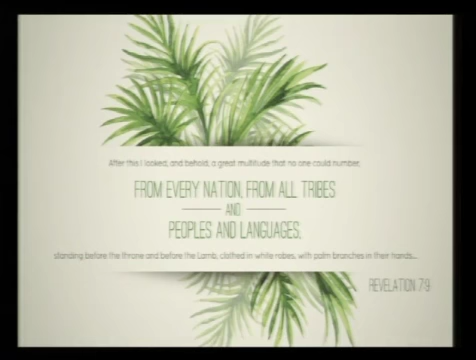 After this I looked, and behold, a great multitude that no one could number,
FROM EVERY NATION, FROM ALL TRIBES
AND
PEOPLES AND LANGUAGES,
standing before the throne and before the Lamb, clothed in white robes, with palm branches in their hands...
REVELATION 7:9